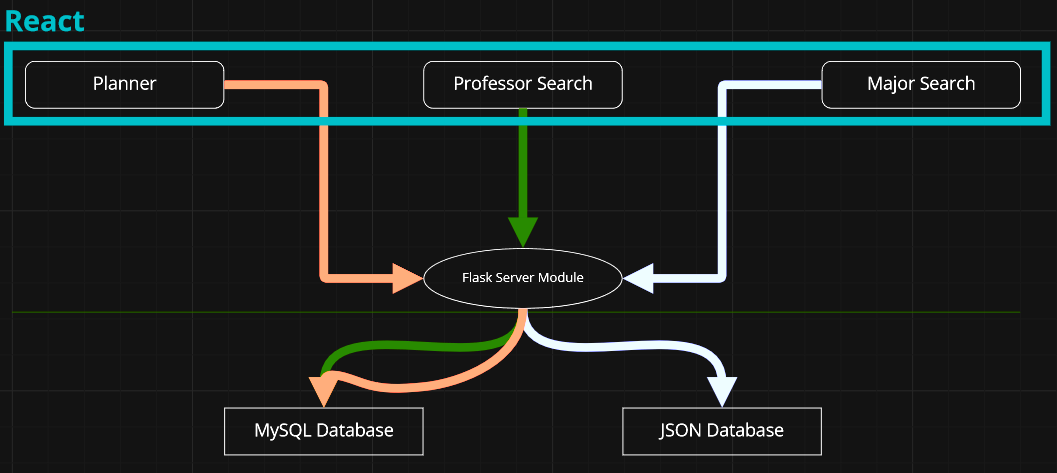 React
Planner
Professor Search
Major Search
Flask Server Module
MySQL Database
JSON Database